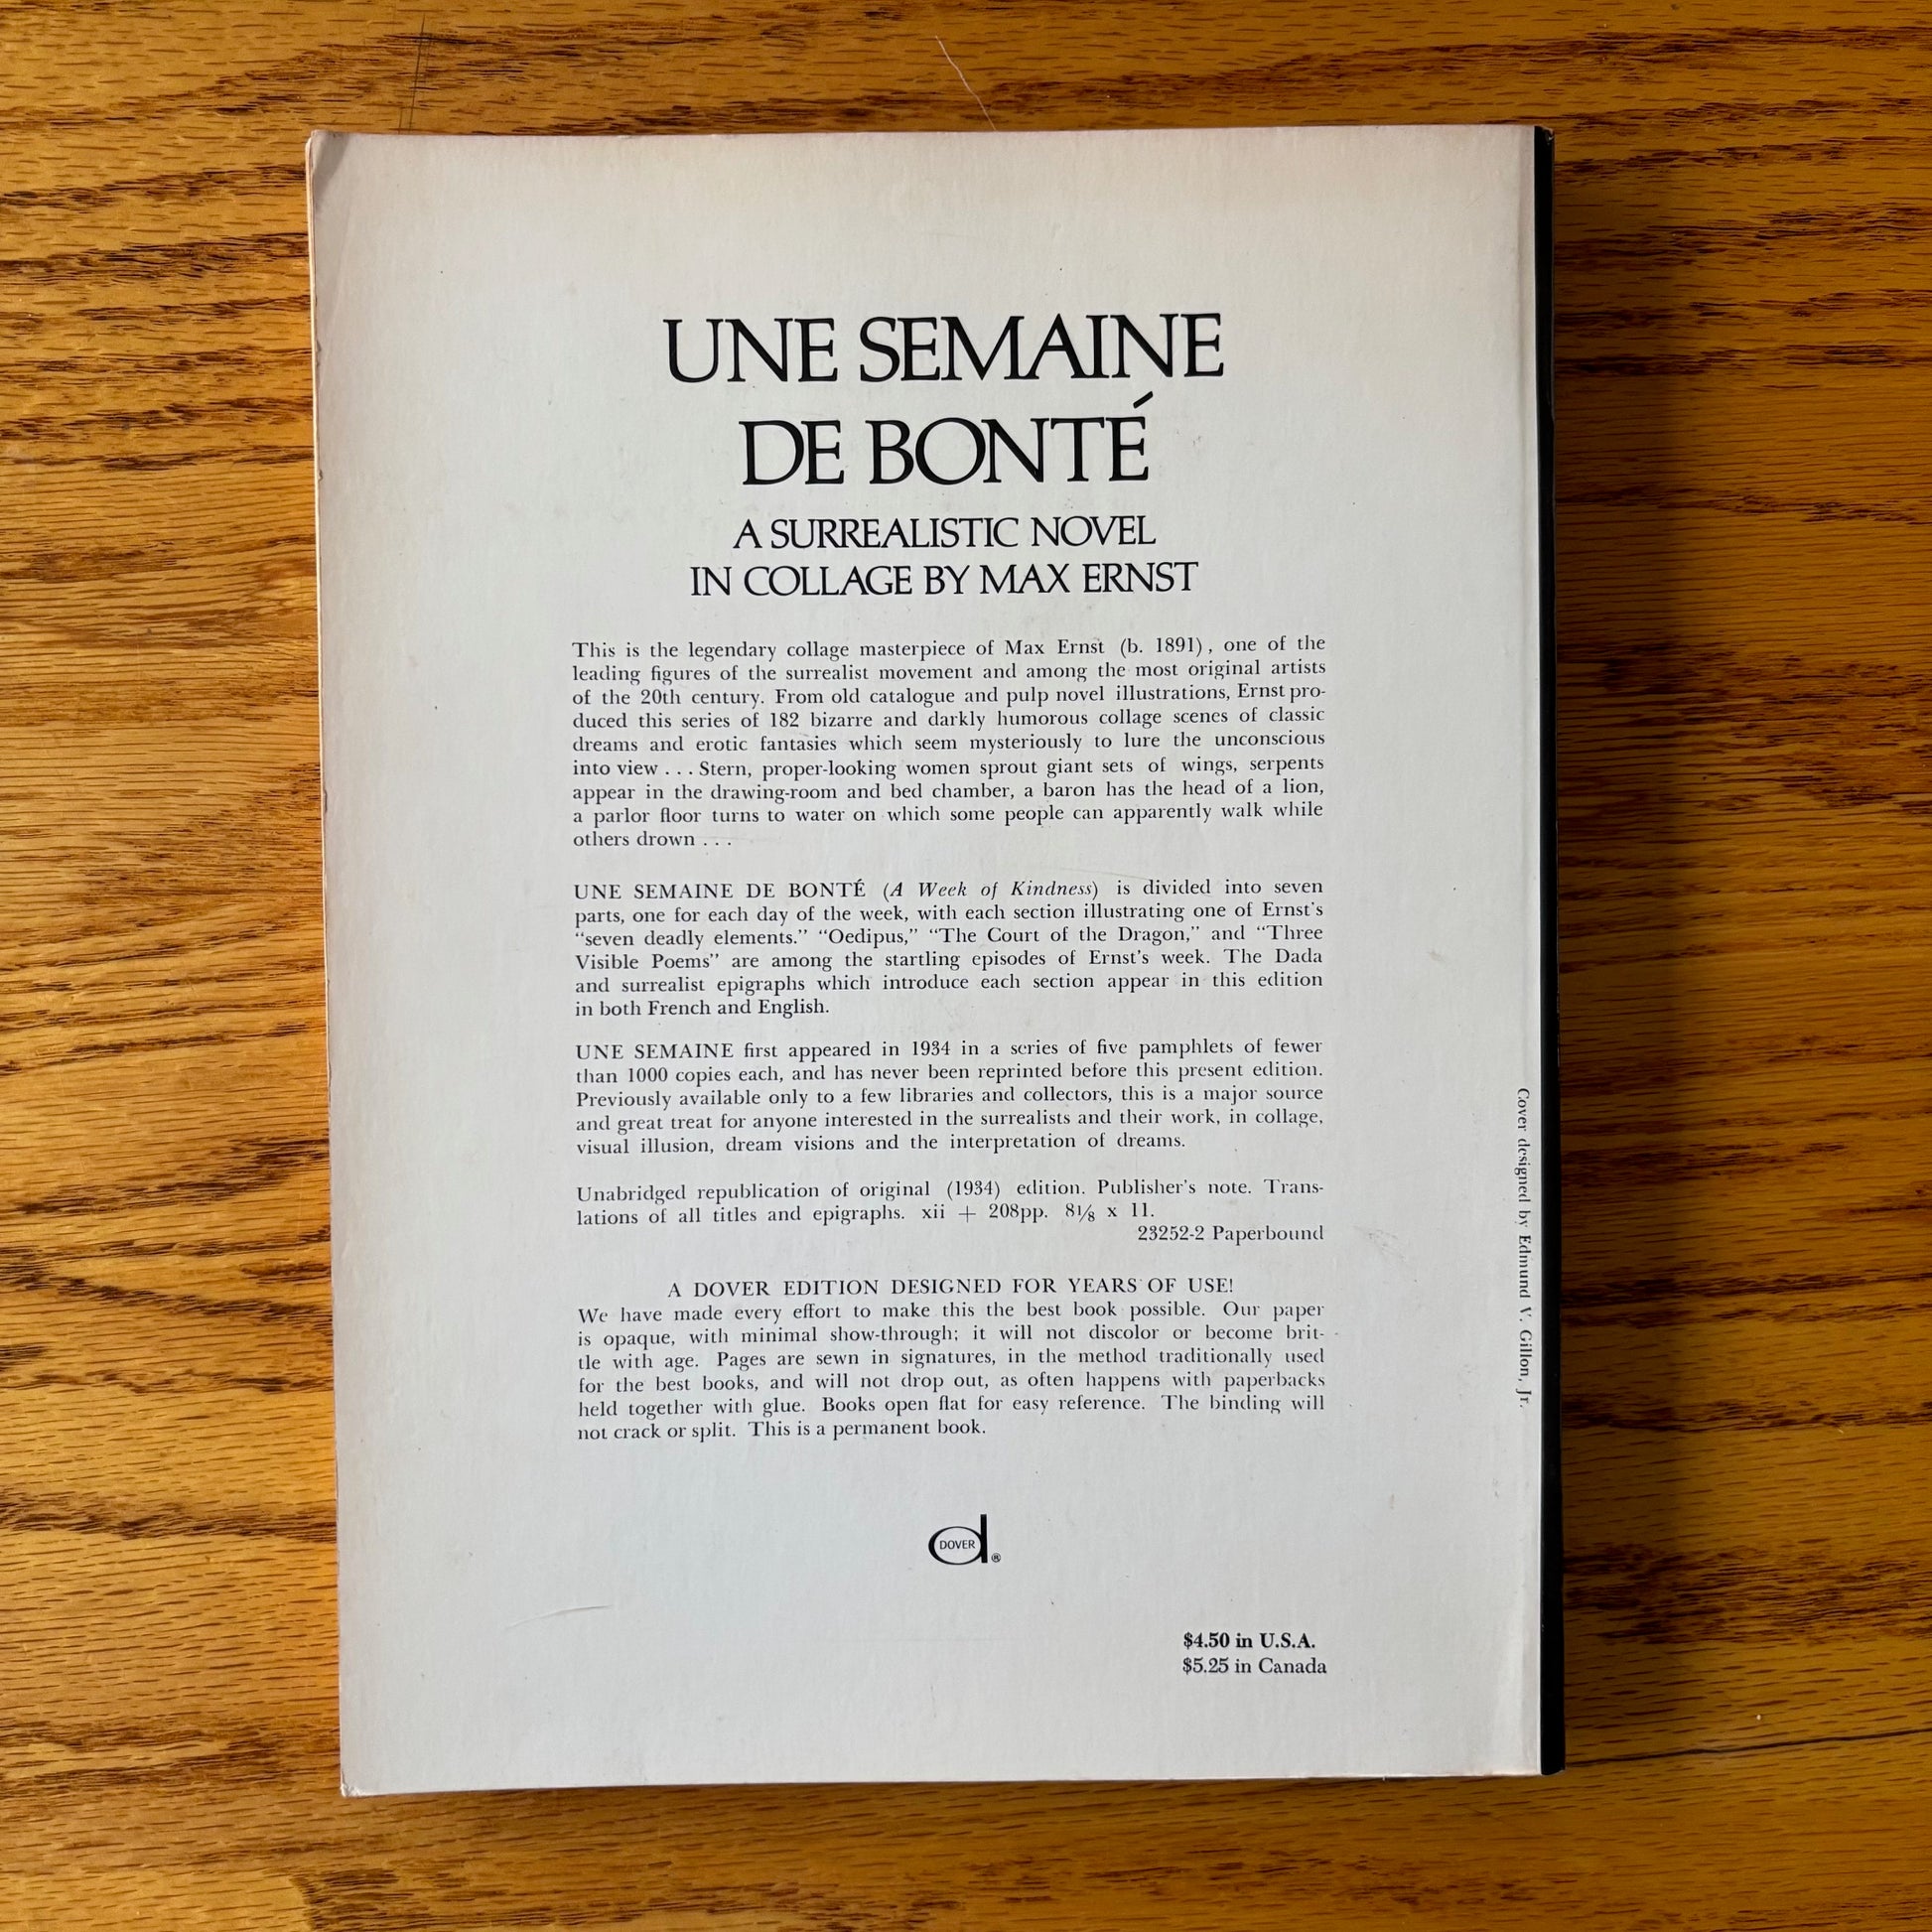 UNE SEMAINE
DE BONTÉ
A SURREALISTIC NOVEL
IN COLLAGE BY MAX ERNST
This is the legendary collage masterpiece of Max Ernst (b. 1891), one of the
leading figures of the surrealist movement and among the most original artists
of the 20th century. From old catalogue and pulp novel illustrations, Ernst pro-
duced this series of 182 bizarre and darkly humorous collage scenes of classic
dreams and erotic fantasies which seem mysteriously to lure the unconscious
into view . . . Stern, proper-looking women sprout giant sets of wings, serpents
appear in the drawing-room and bed chamber, a baron has the head of a lion,
a parlor floor turns to water on which some people can apparently walk while
others drown . . .
UNE SEMAINE DE BONTÉ (A Week of Kindness) is divided into seven
parts, one for each day of the week, with each section illustrating one of Ernst's
“seven deadly elements.” “Oedipus,” “The Court of the Dragon,” and “Three
Visible Poems” are among the startling episodes of Ernst's week. The Dada
and surrealist epigraphs which introduce each section appear in this edition
in both French and English.
UNE SEMAINE first appeared in 1934 in a series of five pamphlets of fewer
than 1000 copies each, and has never been reprinted before this present edition.
Previously available only to a few libraries and collectors, this is a major source
and great treat for anyone interested in the surrealists and their work, in collage,
visual illusion, dream visions and the interpretation of dreams.
Unabridged republication of original (1934) edition. Publisher's note. Trans-
lations of all titles and epigraphs. xii + 208pp. 8⅛ x 11.
23252-2 Paperbound
A DOVER EDITION DESIGNED FOR YEARS OF USE!
We have made every effort to make this the best book possible. Our paper
is opaque, with minimal show-through; it will not discolor or become brit-
tle with age. Pages are sewn in signatures, in the method traditionally used
for the best books, and will not drop out, as often happens with paperbacks
held together with glue. Books open flat for easy reference. The binding will
not crack or split. This is a permanent book.
DOVER ®
$4.50 in U.S.A.
$5.25 in Canada
Cover designed by Edmund V. Gillon, Jr.